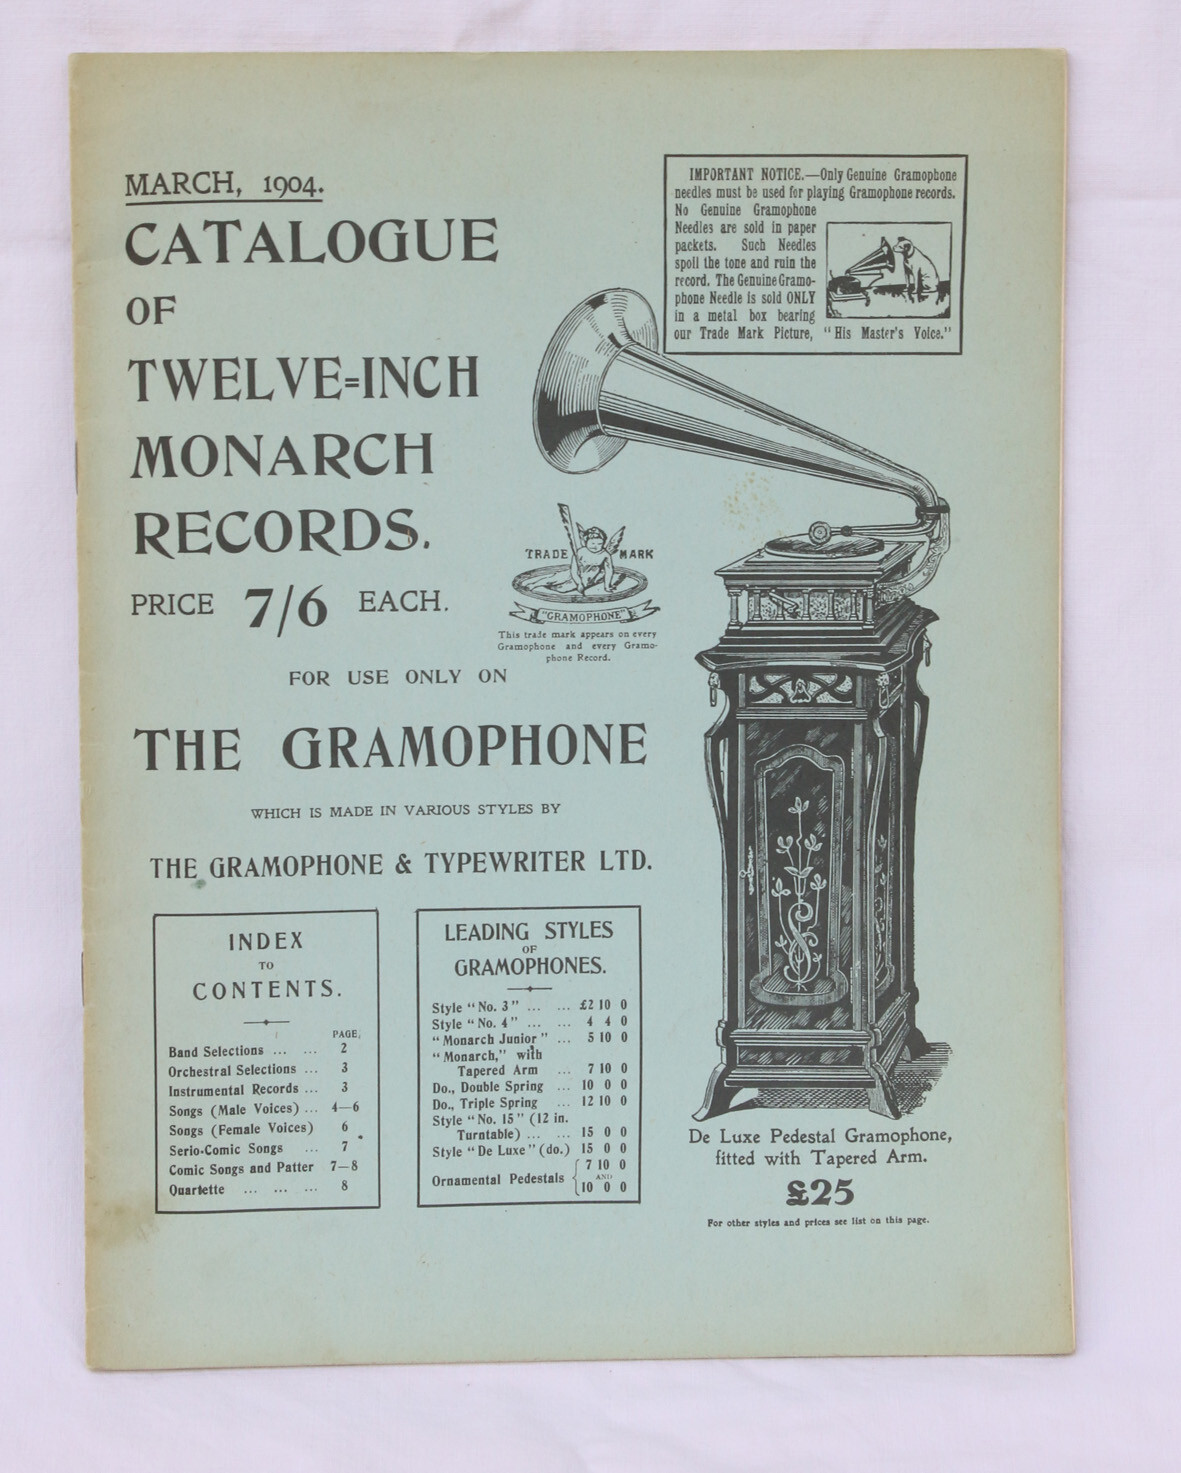 MARCH, 1904.
CATALOGUE
OF
TWELVE=INCH
MONARCH
RECORDS.
PRICE 7/6 EACH.
IMPORTANT NOTICE.—Only Genuine Gramophone
needles must be used for playing Gramophone records.
No Genuine Gramophone
Needles are sold in paper
packets. Such Needles
spoil the tone and ruin the
record. The Genuine Gramo-
phone Needle is sold ONLY
in a metal box bearing
our Trade Mark Picture, "His Master's Voice."
TRADE MARK
"GRAMOPHONE"
This trade mark appears on every
Gramophone and every Gramo-
phone Record.
FOR USE ONLY ON
THE GRAMOPHONE
WHICH IS MADE IN VARIOUS STYLES BY
THE GRAMOPHONE & TYPEWRITER LTD.
INDEX
TO
CONTENTS.
PAGE.
Band Selections ... ... 2
Orchestral Selections ... 3
Instrumental Records ... 3
Songs (Male Voices) ... 4—6
Songs (Female Voices) 6
Serio-Comic Songs ... 7
Comic Songs and Patter 7—8
Quartette ... ... ... 8
LEADING STYLES
OF
GRAMOPHONES.
Style "No. 3" ... ... £2 10 0
Style "No. 4" ... ... 4 4 0
"Monarch Junior" ... 5 10 0
"Monarch," with
Tapered Arm ... 7 10 0
Do., Double Spring ... 10 0 0
Do., Triple Spring ... 12 10 0
Style "No. 15" (12 in.
Turntable) ... ... 15 0 0
Style "De Luxe" (do.) 15 0 0
Ornamental Pedestals { 7 10 0
AND
10 0 0
De Luxe Pedestal Gramophone,
fitted with Tapered Arm.
£25
For other styles and prices see list on this page.